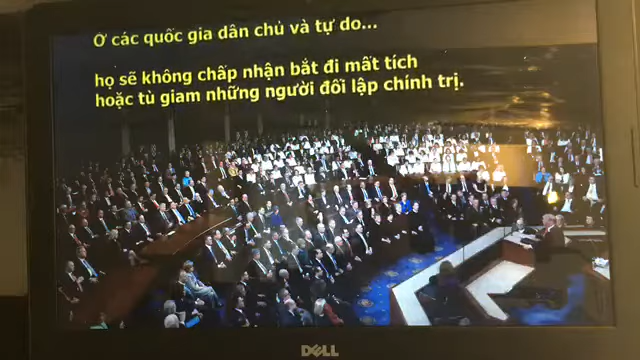 Ở các quốc gia dân chủ và tự do...
họ sẽ không chấp nhận bắt đi mất tích
hoặc tù giam những người đối lập chính trị.
DELL